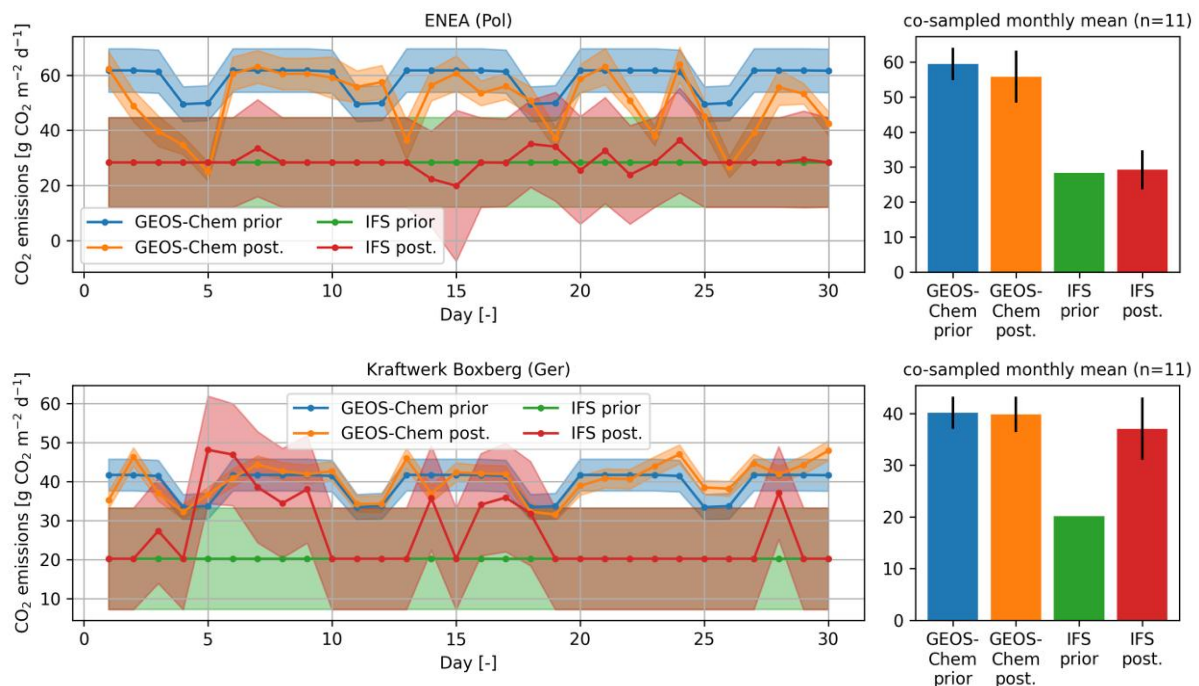 ENEA (Pol)
co-sampled monthly mean (n=11)
CO₂ emissions [g CO₂ m⁻² d⁻¹]
60
40
20
0
GEOS-Chem prior
GEOS-Chem post.
IFS prior
IFS post.
0
5
10
15
20
25
30
Day [-]
60
50
40
30
20
10
0
GEOS-
Chem
prior
GEOS-
Chem
post.
IFS
prior
IFS
post.
Kraftwerk Boxberg (Ger)
co-sampled monthly mean (n=11)
CO₂ emissions [g CO₂ m⁻² d⁻¹]
60
50
40
30
20
10
GEOS-Chem prior
GEOS-Chem post.
IFS prior
IFS post.
0
5
10
15
20
25
30
Day [-]
40
30
20
10
0
GEOS-
Chem
prior
GEOS-
Chem
post.
IFS
prior
IFS
post.